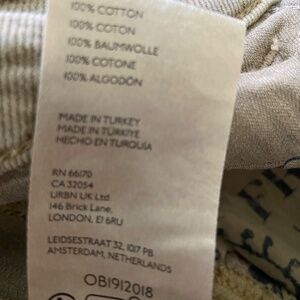 100% COTTON
100% COTON
100% BAUMWOLLE
100% COTONE
100% ALGODÓN
MADE IN TURKEY
MADE IN TÜRKIYE
HECHO EN TURQUÍA
RN 66170
CA 32054
URBN UK Ltd.
146 Brick Lane,
LONDON, E1 6RU
LEIDSESTRAAT 32, 1017 PB
AMSTERDAM, NETHERLANDS
OB1912018